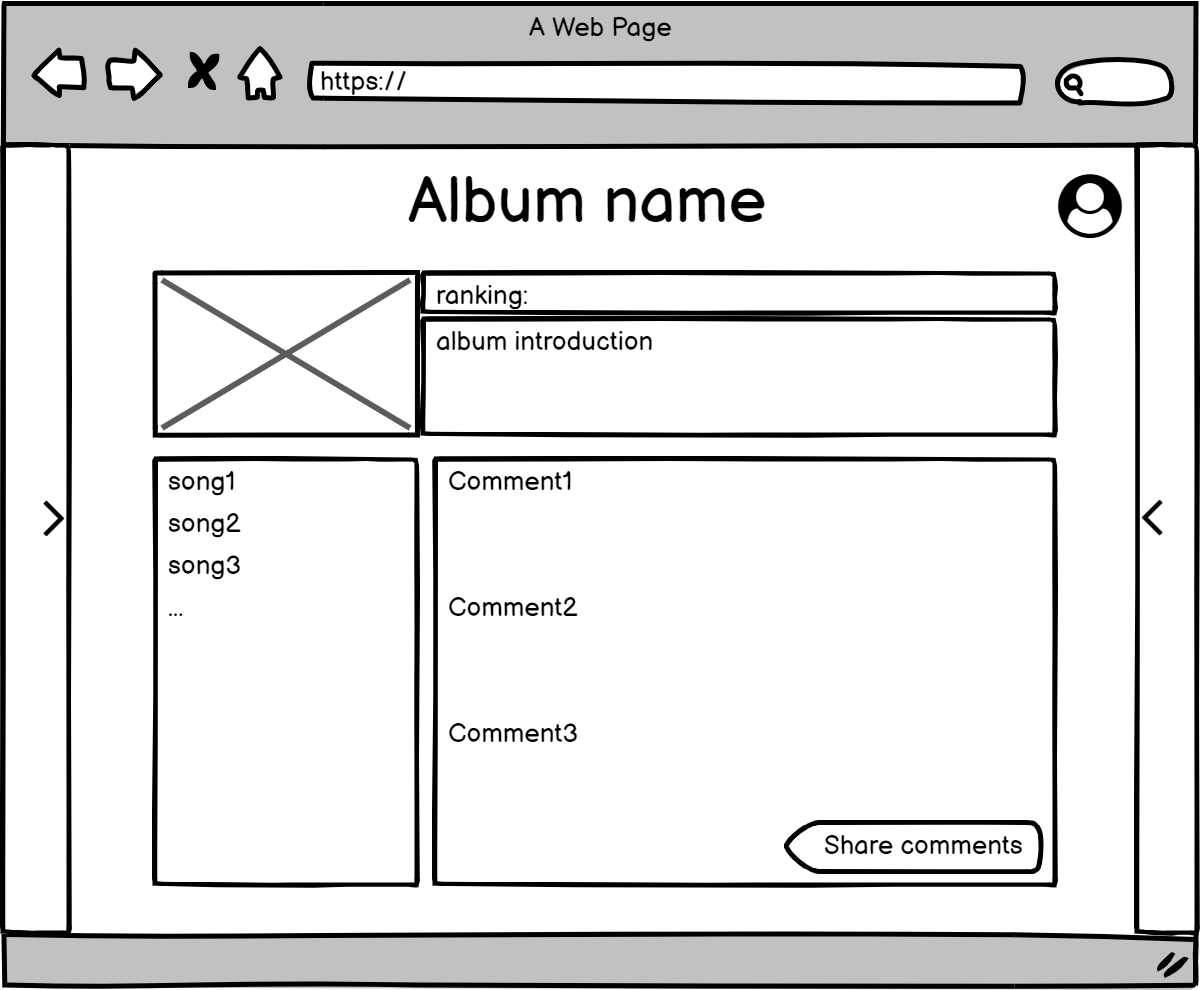 A Web Page
https://
Album name
ranking:
album introduction
song1
song2
song3
...
Comment1
Comment2
Comment3
Share comments